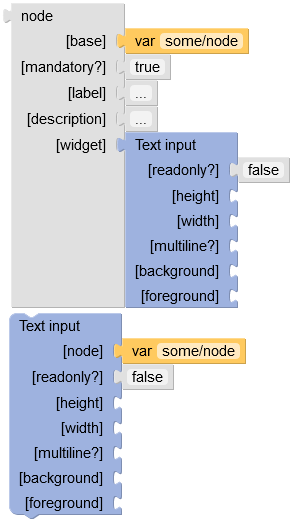 node
[base] var some/node
[mandatory?] true
[label] ...
[description] ...
[widget] Text input
[readonly?] false
[height]
[width]
[multiline?]
[background]
[foreground]
Text input
[node] var some/node
[readonly?] false
[height]
[width]
[multiline?]
[background]
[foreground]